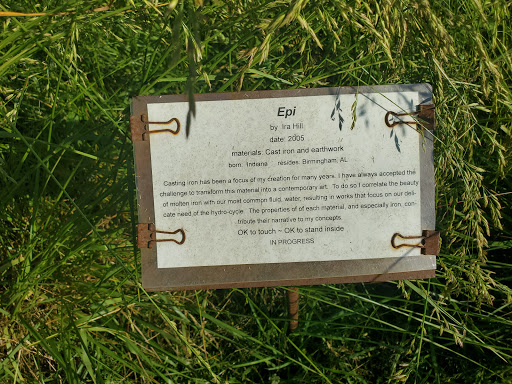 Epi
by Ira Hill
date: 2005
materials: Cast iron and earthwork
born: Indiana resides: Birmingham, AL
Casting iron has been a focus of my creation for many years. I have always accepted the
challenge to transform this material into a contemporary art. To do so I correlate the beauty
of molten iron with our most common fluid, water, resulting in works that focus on our deli-
cate need of the hydro-cycle. The properties of of each material, and especially iron, con-
tribute their narrative to my concepts.
OK to touch ~ OK to stand inside
IN PROGRESS